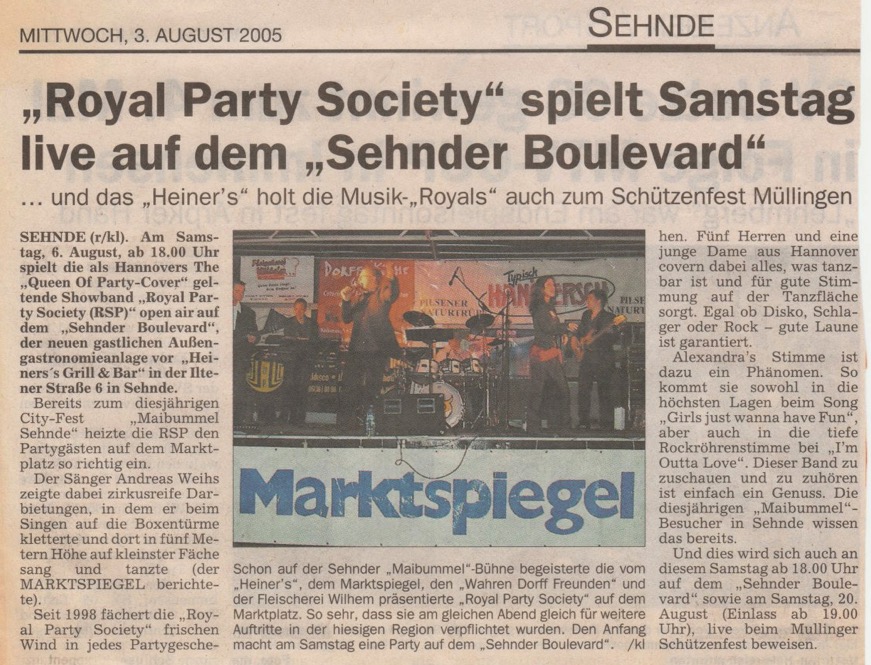 MITTWOCH, 3. AUGUST 2005
SEHNDE
„Royal Party Society“ spielt Samstag
live auf dem „Sehnder Boulevard“
... und das „Heiner's“ holt die Musik-„Royals“ auch zum Schützenfest Müllingen
SEHNDE (r/kl). Am Sams-
tag, 6. August, ab 18.00 Uhr
spielt die als Hannovers The
„Queen Of Party-Cover“ gel-
tende Showband „Royal Par-
ty Society (RSP)“ open air auf
dem „Sehnder Boulevard“,
der neuen gastlichen Außen-
gastronomieanlage vor „Hei-
ners´s Grill & Bar“ in der Ilte-
ner Straße 6 in Sehnde.
Bereits zum diesjährigen
City-Fest „Maibummel
Sehnde“ heizte die RSP den
Partygästen auf dem Markt-
platz so richtig ein.
Der Sänger Andreas Weihs
zeigte dabei zirkusreife Dar-
bietungen, in dem er beim
Singen auf die Boxentürme
kletterte und dort in fünf Me-
tern Höhe auf kleinster Fäche
sang und tanzte (der
MARKTSPIEGEL berichte-
te).
Seit 1998 fächert die „Roy-
al Party Society“ frischen
Wind in jedes Partygesche-
DORFF
PILSENER
NATURTRÜB
Typisch
HANNÖVERSCH
PILSE
NATURT
Marktspiegel
Schon auf der Sehnder „Maibummel“-Bühne begeisterte die vom
„Heiner's“, dem Marktspiegel, den „Wahren Dorff Freunden“ und
der Fleischerei Wilhem präsentierte „Royal Party Society“ auf dem
Marktplatz. So sehr, dass sie am gleichen Abend gleich für weitere
Auftritte in der hiesigen Region verpflichtet wurden. Den Anfang
macht am Samstag eine Party auf dem „Sehnder Boulevard“. /kl
hen. Fünf Herren und eine
junge Dame aus Hannover
covern dabei alles, was tanz-
bar ist und für gute Stim-
mung auf der Tanzfläche
sorgt. Egal ob Disko, Schla-
ger oder Rock – gute Laune
ist garantiert.
Alexandra's Stimme ist
dazu ein Phänomen. So
kommt sie sowohl in die
höchsten Lagen beim Song
„Girls just wanna have Fun“,
aber auch in die tiefe
Rockröhrenstimme bei „I'm
Outta Love“. Dieser Band zu
zuschauen und zu zuhören
ist einfach ein Genuss. Die
diesjährigen „Maibummel“-
Besucher in Sehnde wissen
das bereits.
Und dies wird sich auch an
diesem Samstag ab 18.00 Uhr
auf dem „Sehnder Boule-
vard“ sowie am Samstag, 20.
August (Einlass ab 19.00
Uhr), live beim Mullinger
Schützenfest beweisen.